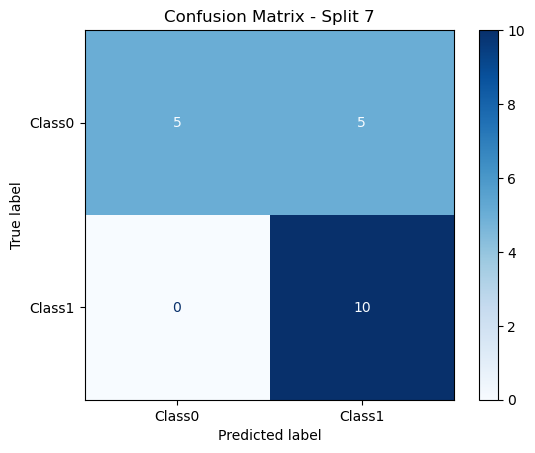 Confusion Matrix - Split 7
True label
Class0
5 5
Class1
0 10
Class0 Class1
Predicted label
10
8
6
4
2
0